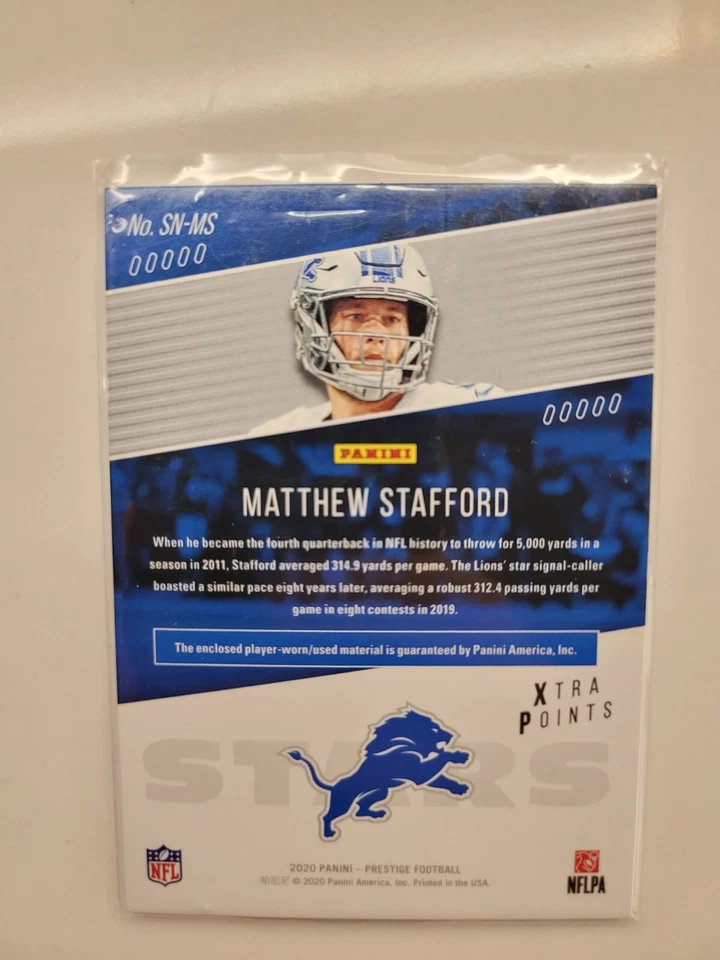 No. SN-MS
00000
LIONS
00000
PANINI
MATTHEW STAFFORD
When he became the fourth quarterback in NFL history to throw for 5,000 yards in a
season in 2011, Stafford averaged 314.9 yards per game. The Lions' star signal-caller
boasted a similar pace eight years later, averaging a robust 312.4 passing yards per
game in eight contests in 2019.
The enclosed player-worn/used material is guaranteed by Panini America, Inc.
XTRA
POINTS
STARS
NFL
NFLPA
2020 PANINI – PRESTIGE FOOTBALL
© 2020 Panini America, Inc. Printed in the USA.